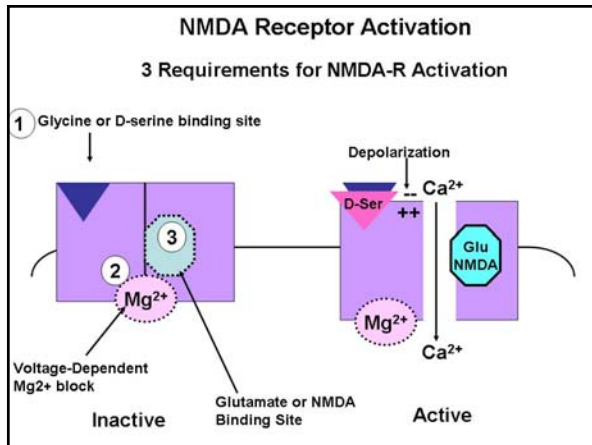 NMDA Receptor Activation
3 Requirements for NMDA-R Activation
1 Glycine or D-serine binding site
Depolarization
-- Ca²⁺
D-Ser
++
3
Glu
NMDA
2
Mg²⁺
Mg²⁺
Ca²⁺
Voltage-Dependent
Mg2+ block
Glutamate or NMDA
Binding Site
Inactive
Active